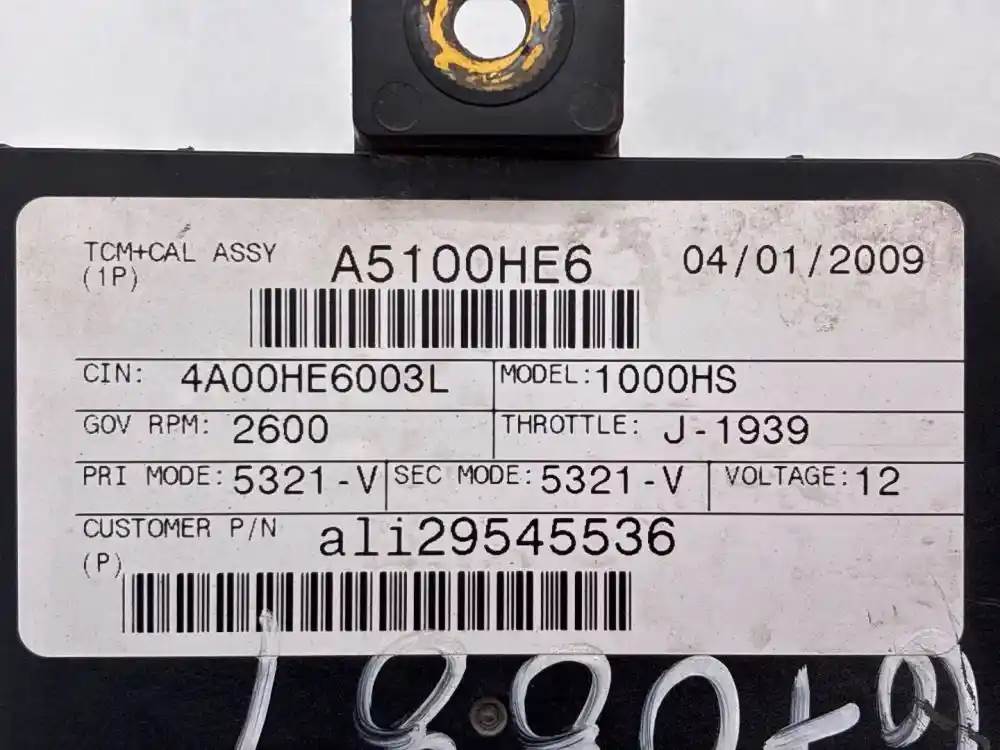 TCM+CAL ASSY A5100HE6 04/01/2009
(1P)
CIN: 4A00HE6003L MODEL: 1000HS
GOV RPM: 2600 THROTTLE: J-1939
PRI MODE: 5321-V SEC MODE: 5321-V VOLTAGE: 12
CUSTOMER P/N ali29545536
(P)